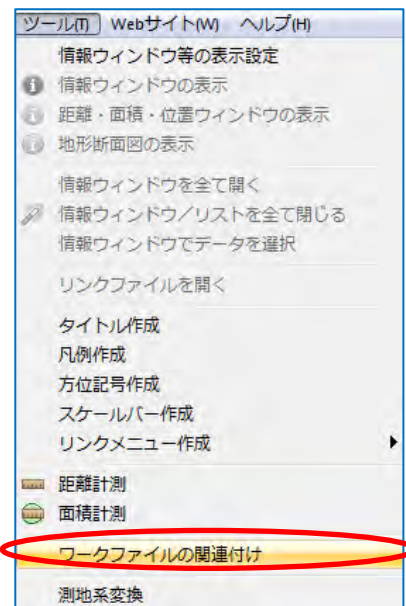 ツール(T) Webサイト(W) ヘルプ(H)
情報ウィンドウ等の表示設定
情報ウィンドウの表示
距離・面積・位置ウィンドウの表示
地形断面図の表示
情報ウィンドウを全て開く
情報ウィンドウ／リストを全て閉じる
情報ウィンドウでデータを選択
リンクファイルを開く
タイトル作成
凡例作成
方位記号作成
スケールバー作成
リンクメニュー作成
距離計測
面積計測
ワークファイルの関連付け
測地系変換